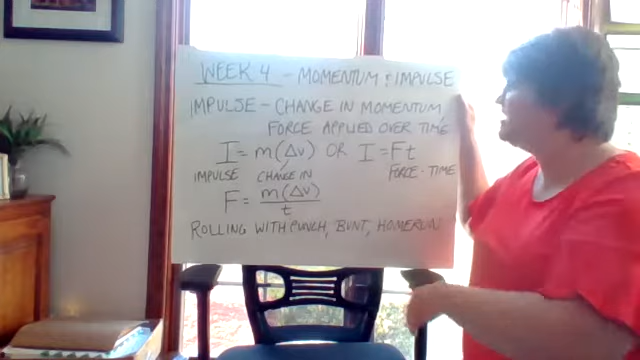 WEEK 4 - MOMENTUM & IMPULSE
IMPULSE - CHANGE IN MOMENTUM
FORCE APPLIED OVER TIME
I = m(Δv) OR I = Ft
IMPULSE CHANGE IN FORCE · TIME
F = m(Δv) / t
ROLLING WITH PUNCH, BUNT, HOMERUN